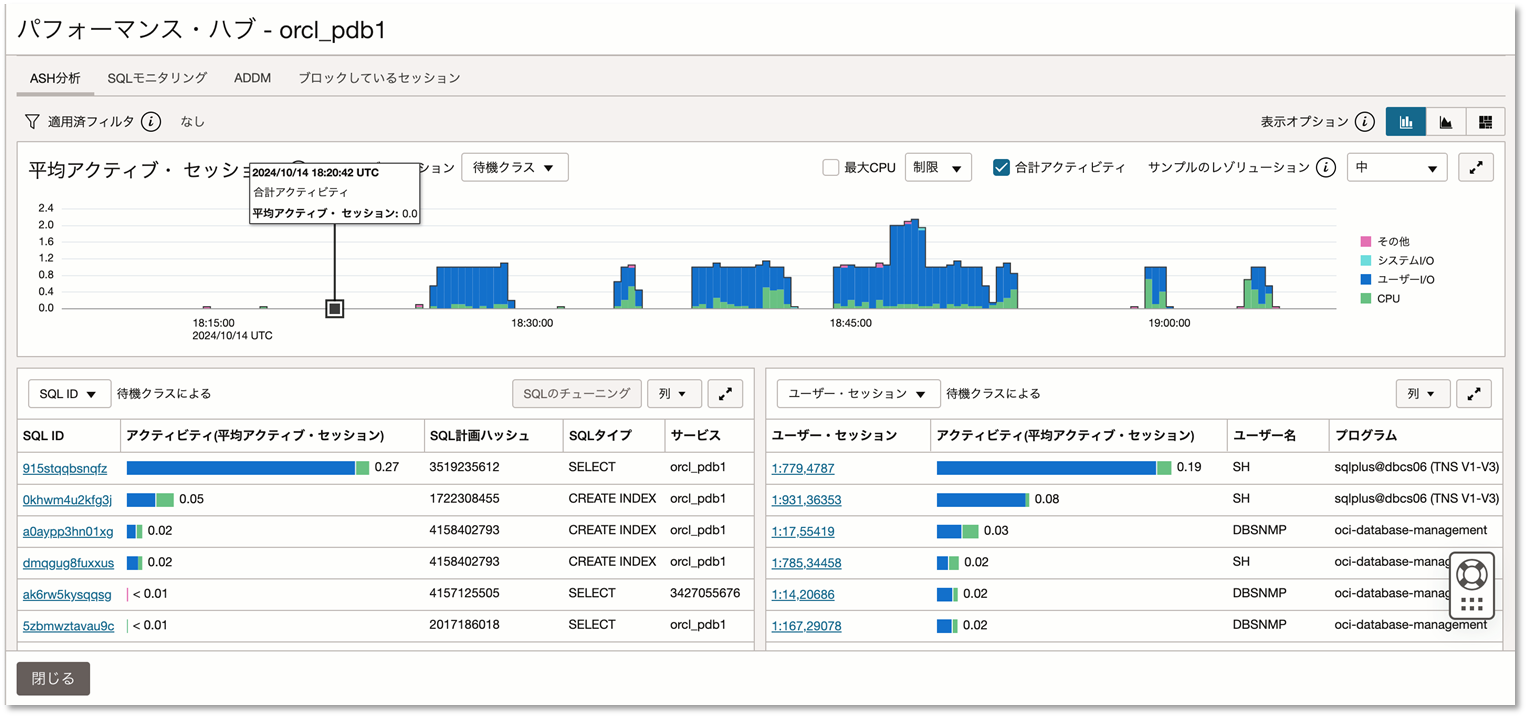 パフォーマンス・ハブ - orcl_pdb1
ASH分析 SQLモニタリング ADDM ブロックしているセッション
適用済フィルタ i なし 表示オプション i
平均アクティブ・ セッショ ション 待機クラス 最大CPU 制限 合計アクティビティ サンプルのレゾリューション i 中
2024/10/14 18:20:42 UTC
合計アクティビティ
平均アクティブ・ セッション: 0.0
2.4
2.0
1.6
1.2
0.8
0.4
0.0
18:15:00 18:30:00 18:45:00 19:00:00
2024/10/14 UTC
その他
システムI/O
ユーザーI/O
CPU
SQL ID 待機クラスによる SQLのチューニング 列
SQL ID アクティビティ(平均アクティブ・セッション) SQL計画ハッシュ SQLタイプ サービス
915stqqbsnqfz 0.27 3519235612 SELECT orcl_pdb1
0khwm4u2kfg3j 0.05 1722308455 CREATE INDEX orcl_pdb1
a0aypp3hn01xg 0.02 4158402793 CREATE INDEX orcl_pdb1
dmqgug8fuxxus 0.02 4158402793 CREATE INDEX orcl_pdb1
ak6rw5kysqqsg < 0.01 4157125505 SELECT 3427055676
5zbmwztavau9c < 0.01 2017186018 SELECT orcl_pdb1
ユーザー・セッション 待機クラスによる 列
ユーザー・セッション アクティビティ(平均アクティブ・セッション) ユーザー名 プログラム
1:779,4787 0.19 SH sqlplus@dbcs06 (TNS V1-V3)
1:931,36353 0.08 SH sqlplus@dbcs06 (TNS V1-V3)
1:17,55419 0.03 DBSNMP oci-database-management
1:785,34458 0.02 SH oci-database-manag
1:14,20686 0.02 DBSNMP oci-database-manag
1:167,29078 0.02 DBSNMP oci-database-management
閉じる